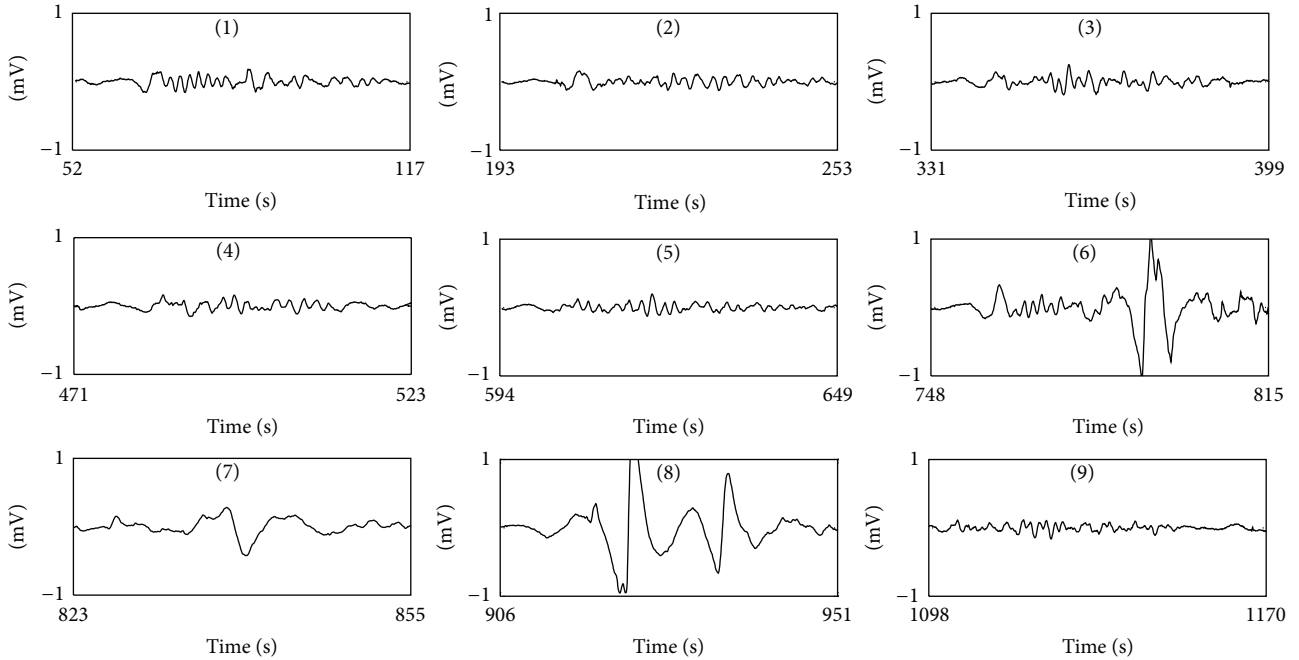 1 (1) 1 (2) 1 (3)
(mV) (mV) (mV)
−1 −1 −1
52 117 193 253 331 399
Time (s) Time (s) Time (s)
1 (4) 1 (5) 1 (6)
(mV) (mV) (mV)
−1 −1 −1
471 523 594 649 748 815
Time (s) Time (s) Time (s)
1 (7) 1 (8) 1 (9)
(mV) (mV) (mV)
−1 −1 −1
823 855 906 951 1098 1170
Time (s) Time (s) Time (s)